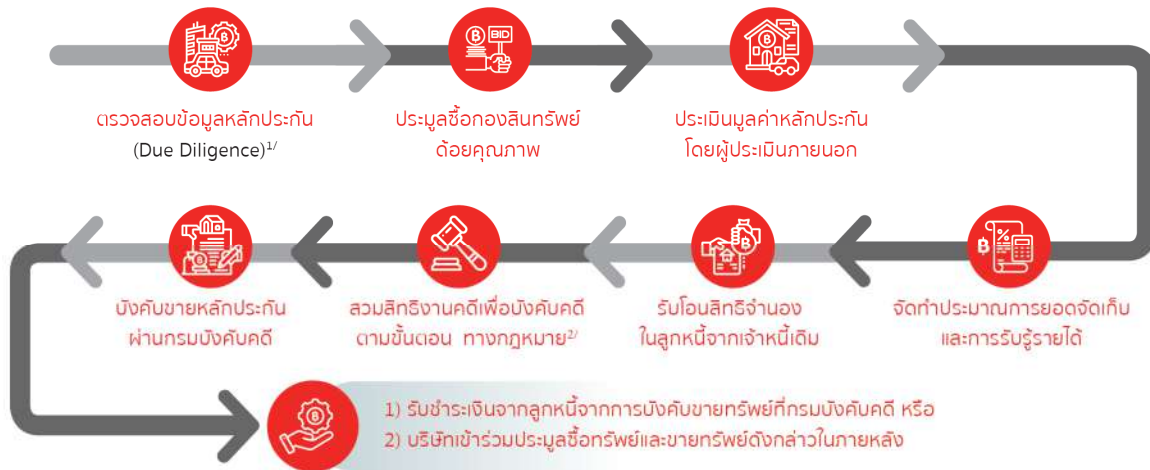 BID
ตรวจสอบข้อมูลหลักประกัน
(Due Diligence)1/
ประมูลซื้อกองสินทรัพย์
ด้อยคุณภาพ
ประเมินมูลค่าหลักประกัน
โดยผู้ประเมินภายนอก
จัดทำประมาณการยอดจัดเก็บ
และการรับรู้รายได้
รับโอนสิทธิจำนอง
ในลูกหนี้จากเจ้าหนี้เดิม
สวมสิทธิงานคดีเพื่อบังคับคดี
ตามขั้นตอน ทางกฎหมาย2/
บังคับขายหลักประกัน
ผ่านกรมบังคับคดี
1) รับชำระเงินจากลูกหนี้จากการบังคับขายทรัพย์ที่กรมบังคับคดี หรือ
2) บริษัทเข้าร่วมประมูลซื้อทรัพย์และขายทรัพย์ดังกล่าวในภายหลัง